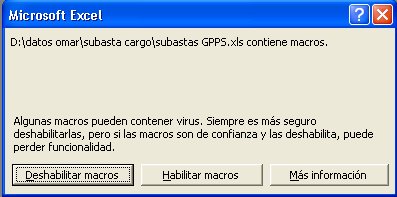 Microsoft Excel
D:\datos omar\subasta cargo\subastas GPPS.xls contiene macros.
Algunas macros pueden contener virus. Siempre es más seguro
deshabilitarlas, pero si las macros son de confianza y las deshabilita, puede
perder funcionalidad.
Deshabilitar macros
Habilitar macros
Más información